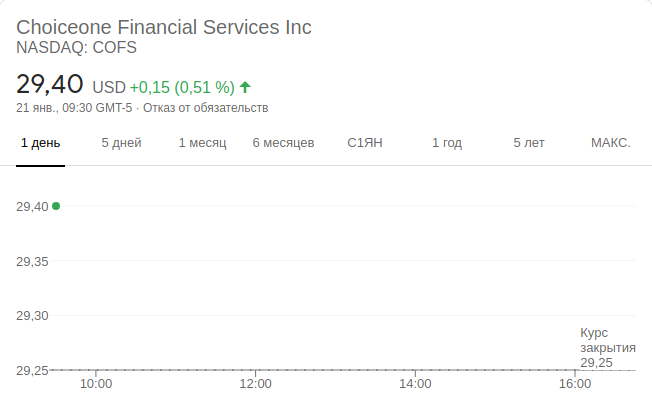 Choiceone Financial Services Inc
NASDAQ: COFS
29,40 USD +0,15 (0,51 %)
21 янв., 09:30 GMT-5 · Отказ от обязательств
1 день 5 дней 1 месяц 6 месяцев С1ЯН 1 год 5 лет МАКС.
29,40
29,35
29,30
Курс
закрытия
29,25
29,25
10:00 12:00 14:00 16:00